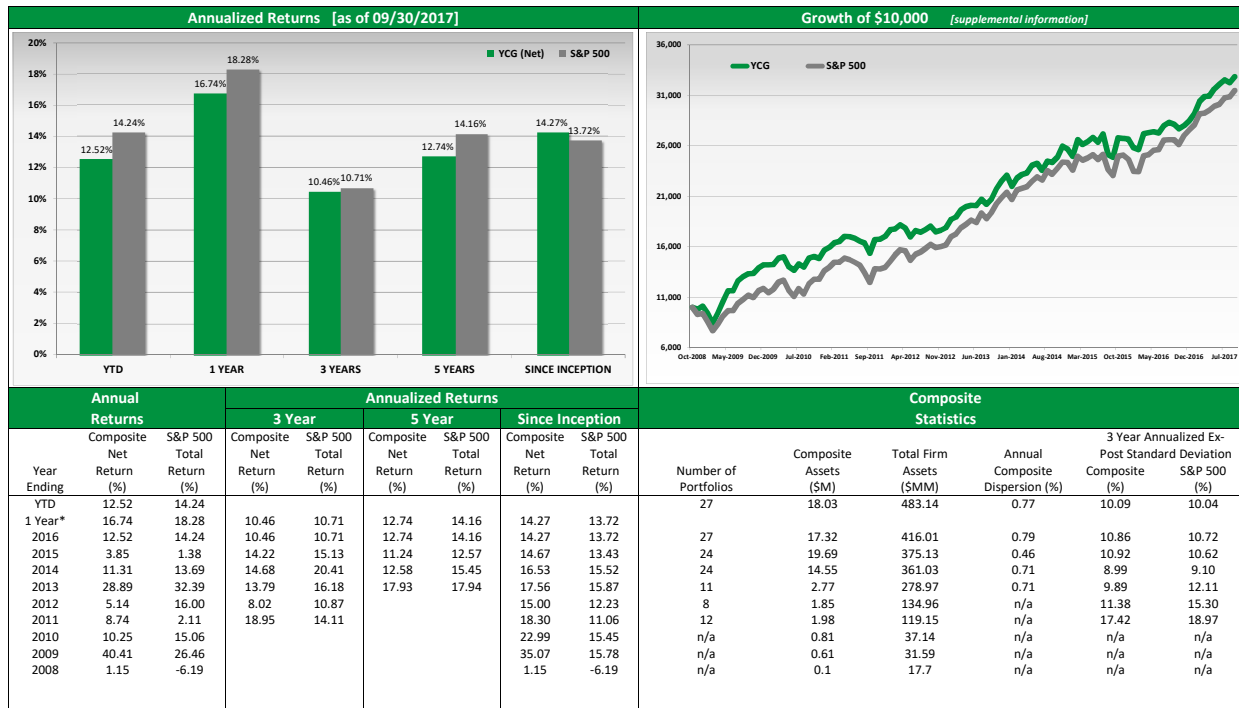 Annualized Returns [as of 09/30/2017]
20%
18%
16%
14%
12%
10%
8%
6%
4%
2%
0%
YCG (Net) S&P 500
12.52% 14.24%
16.74% 18.28%
10.46% 10.71%
12.74% 14.16%
14.27% 13.72%
YTD 1 YEAR 3 YEARS 5 YEARS SINCE INCEPTION
Growth of $10,000 [supplemental information]
36,000
31,000
26,000
21,000
16,000
11,000
6,000
YCG S&P 500
Oct-2008 May-2009 Dec-2009 Jul-2010 Feb-2011 Sep-2011 Apr-2012 Nov-2012 Jun-2013 Jan-2014 Aug-2014 Mar-2015 Oct-2015 May-2016 Dec-2016 Jul-2017
Annual Annualized Returns Composite
Returns 3 Year 5 Year Since Inception Statistics
Composite S&P 500 Composite S&P 500 Composite S&P 500 Composite S&P 500 3 Year Annualized Ex-
Net Total Net Total Net Total Net Total Composite Total Firm Annual Post Standard Deviation
Year Return Return Return Return Return Return Return Return Number of Assets Assets Composite Composite S&P 500
Ending (%) (%) (%) (%) (%) (%) (%) (%) Portfolios ($M) ($MM) Dispersion (%) (%) (%)
YTD 12.52 14.24 27 18.03 483.14 0.77 10.09 10.04
1 Year* 16.74 18.28 10.46 10.71 12.74 14.16 14.27 13.72
2016 12.52 14.24 10.46 10.71 12.74 14.16 14.27 13.72 27 17.32 416.01 0.79 10.86 10.72
2015 3.85 1.38 14.22 15.13 11.24 12.57 14.67 13.43 24 19.69 375.13 0.46 10.92 10.62
2014 11.31 13.69 14.68 20.41 12.58 15.45 16.53 15.52 24 14.55 361.03 0.71 8.99 9.10
2013 28.89 32.39 13.79 16.18 17.93 17.94 17.56 15.87 11 2.77 278.97 0.71 9.89 12.11
2012 5.14 16.00 8.02 10.87 15.00 12.23 8 1.85 134.96 n/a 11.38 15.30
2011 8.74 2.11 18.95 14.11 18.30 11.06 12 1.98 119.15 n/a 17.42 18.97
2010 10.25 15.06 22.99 15.45 n/a 0.81 37.14 n/a n/a n/a
2009 40.41 26.46 35.07 15.78 n/a 0.61 31.59 n/a n/a n/a
2008 1.15 -6.19 1.15 -6.19 n/a 0.1 17.7 n/a n/a n/a